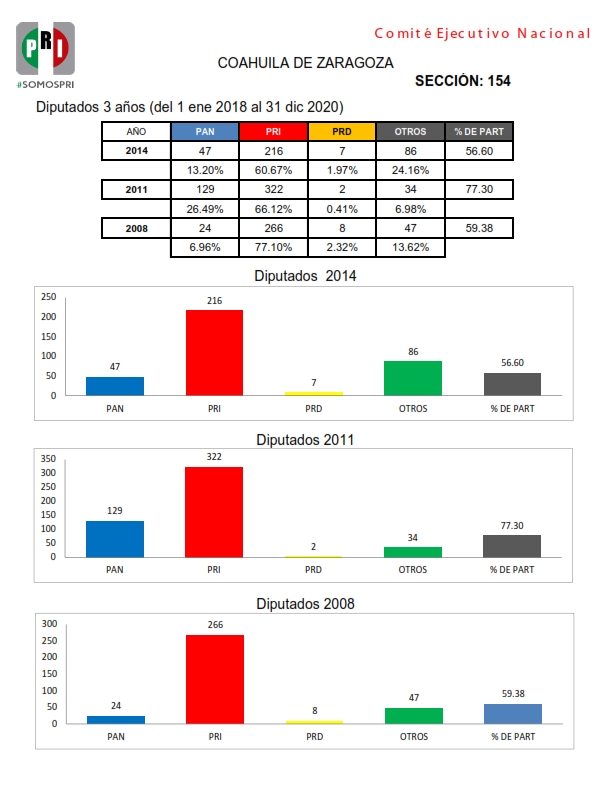 Comité Ejecutivo Nacional
PRI
#SOMOSPRI
COAHUILA DE ZARAGOZA
SECCIÓN: 154
Diputados 3 años (del 1 ene 2018 al 31 dic 2020)
AÑO PAN PRI PRD OTROS % DE PART
2014 47 216 7 86 56.60
13.20% 60.67% 1.97% 24.16%
2011 129 322 2 34 77.30
26.49% 66.12% 0.41% 6.98%
2008 24 266 8 47 59.38
6.96% 77.10% 2.32% 13.62%
Diputados 2014
250
200
150
100
50
0
47 216 7 86 56.60
PAN PRI PRD OTROS % DE PART
Diputados 2011
350
300
250
200
150
100
50
0
129 322 2 34 77.30
PAN PRI PRD OTROS % DE PART
Diputados 2008
300
250
200
150
100
50
0
24 266 8 47 59.38
PAN PRI PRD OTROS % DE PART